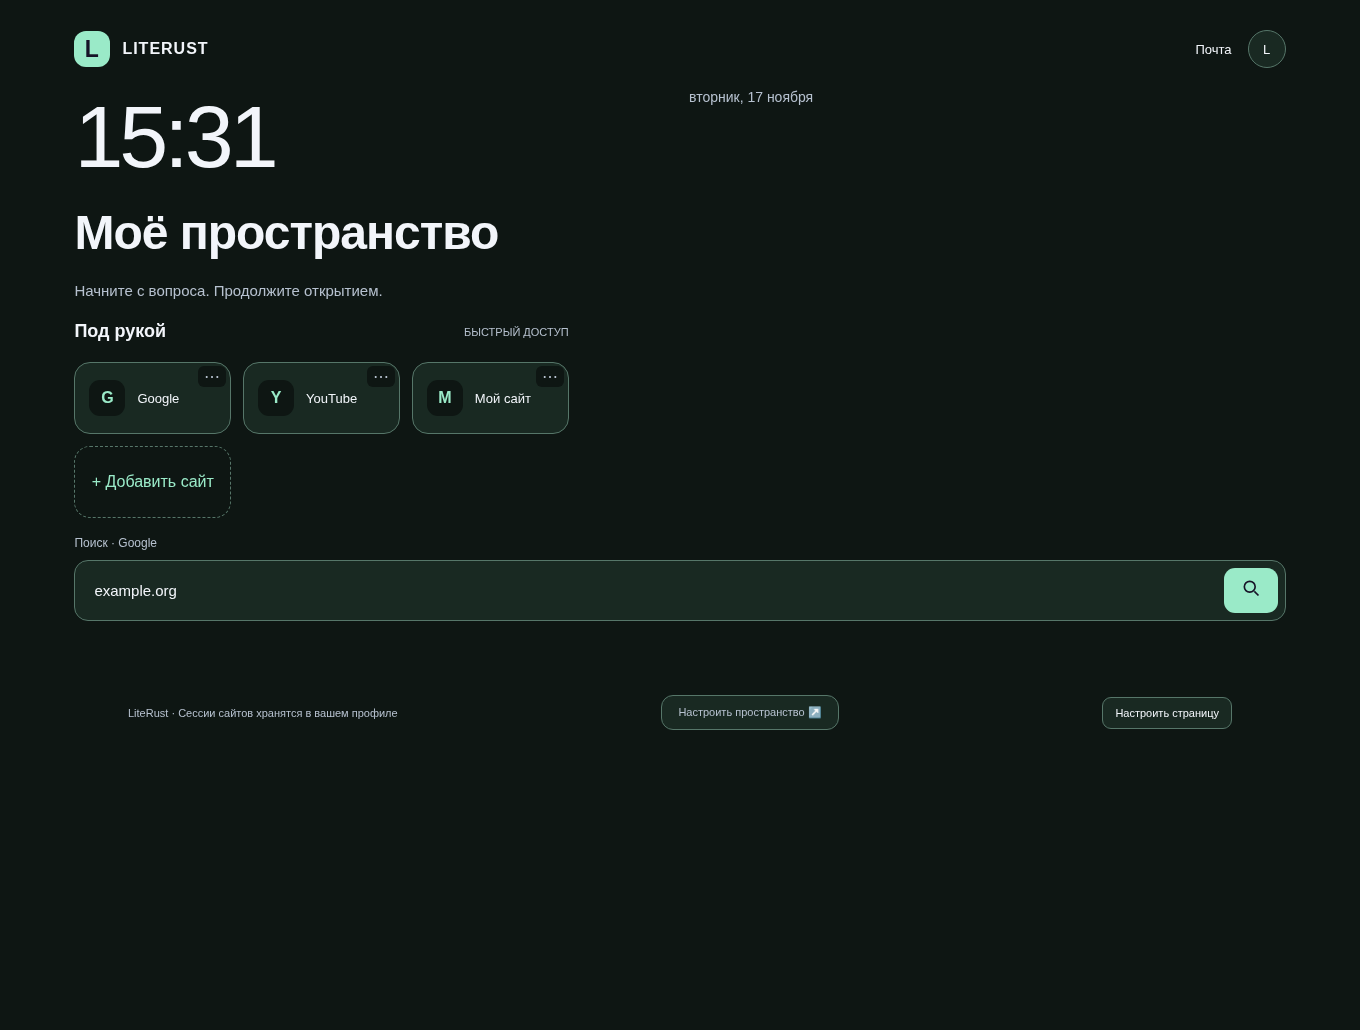 L LITERUST
Почта L
15:31
вторник, 17 ноября
Моё пространство
Начните с вопроса. Продолжите открытием.
Под рукой
БЫСТРЫЙ ДОСТУП
G Google ···
Y YouTube ···
M Мой сайт ···
+ Добавить сайт
Поиск · Google
example.org
LiteRust · Сессии сайтов хранятся в вашем профиле
Настроить пространство ↗
Настроить страницу